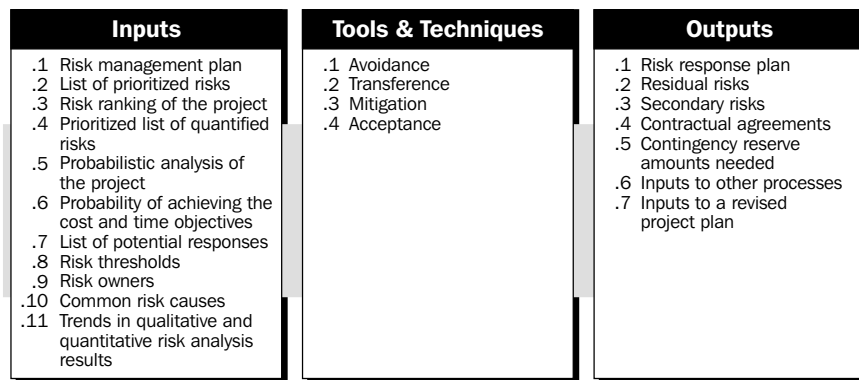 Inputs
.1 Risk management plan
.2 List of prioritized risks
.3 Risk ranking of the project
.4 Prioritized list of quantified
risks
.5 Probabilistic analysis of
the project
.6 Probability of achieving the
cost and time objectives
.7 List of potential responses
.8 Risk thresholds
.9 Risk owners
.10 Common risk causes
.11 Trends in qualitative and
quantitative risk analysis
results
Tools & Techniques
.1 Avoidance
.2 Transference
.3 Mitigation
.4 Acceptance
Outputs
.1 Risk response plan
.2 Residual risks
.3 Secondary risks
.4 Contractual agreements
.5 Contingency reserve
amounts needed
.6 Inputs to other processes
.7 Inputs to a revised
project plan